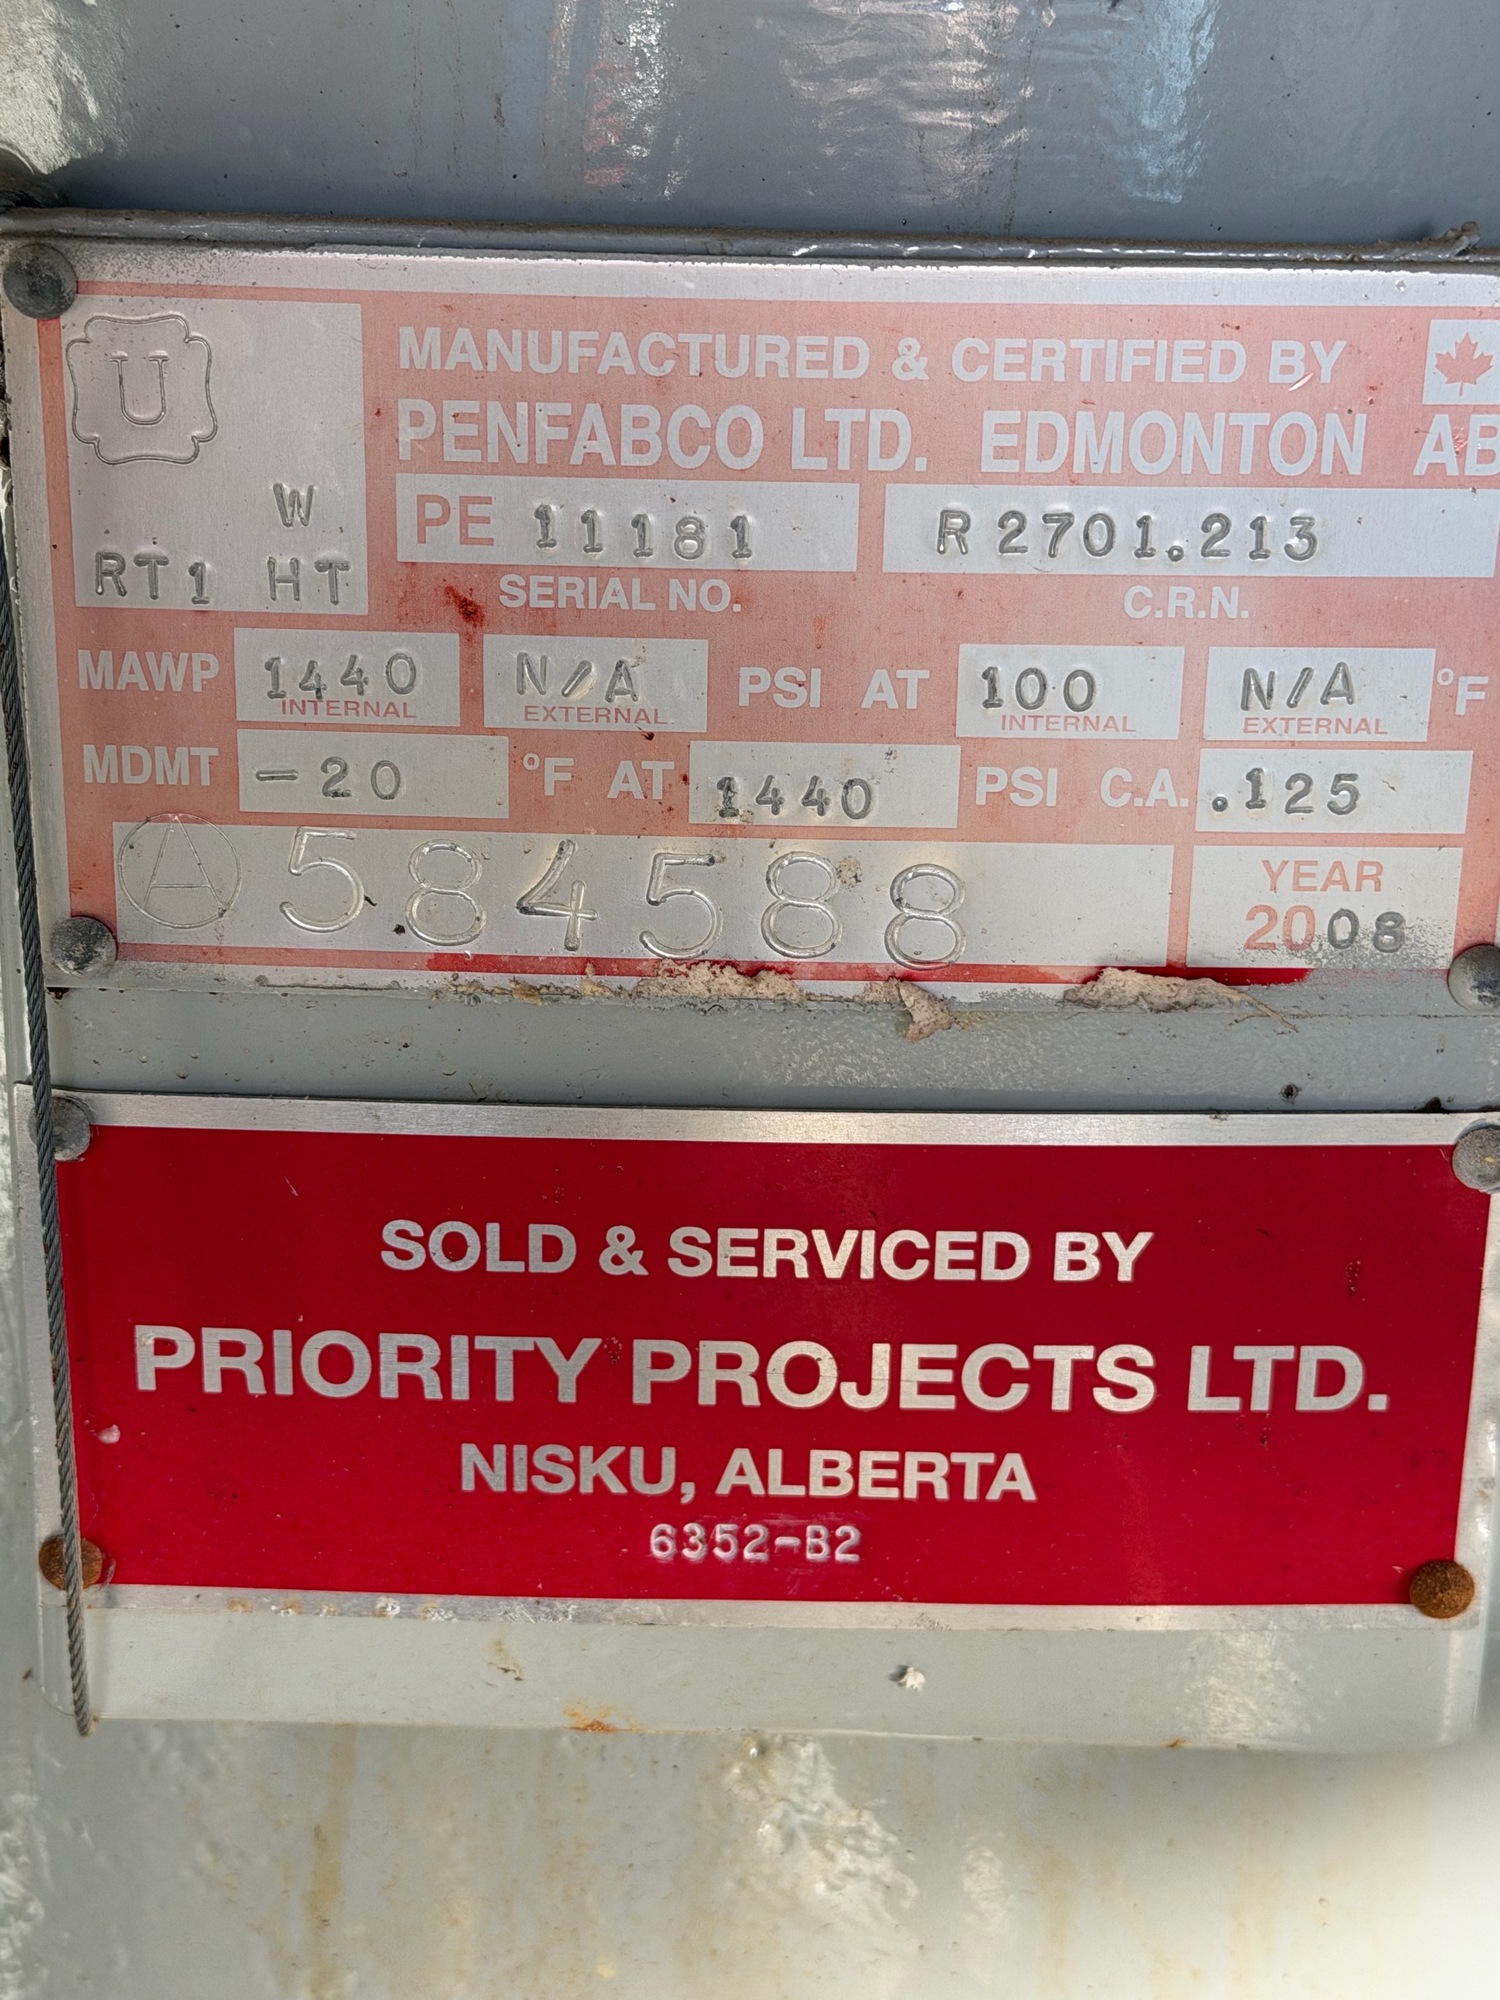 U
MANUFACTURED & CERTIFIED BY
PENFABCO LTD. EDMONTON AB
W
RT1 HT
PE 11181
R2701.213
SERIAL NO.
C.R.N.
MAWP 1440 N/A PSI AT 100 N/A °F
INTERNAL EXTERNAL INTERNAL EXTERNAL
MDMT -20 °F AT 1440 PSI C.A. .125
A 584588
YEAR
2008
SOLD & SERVICED BY
PRIORITY PROJECTS LTD.
NISKU, ALBERTA
6352-B2